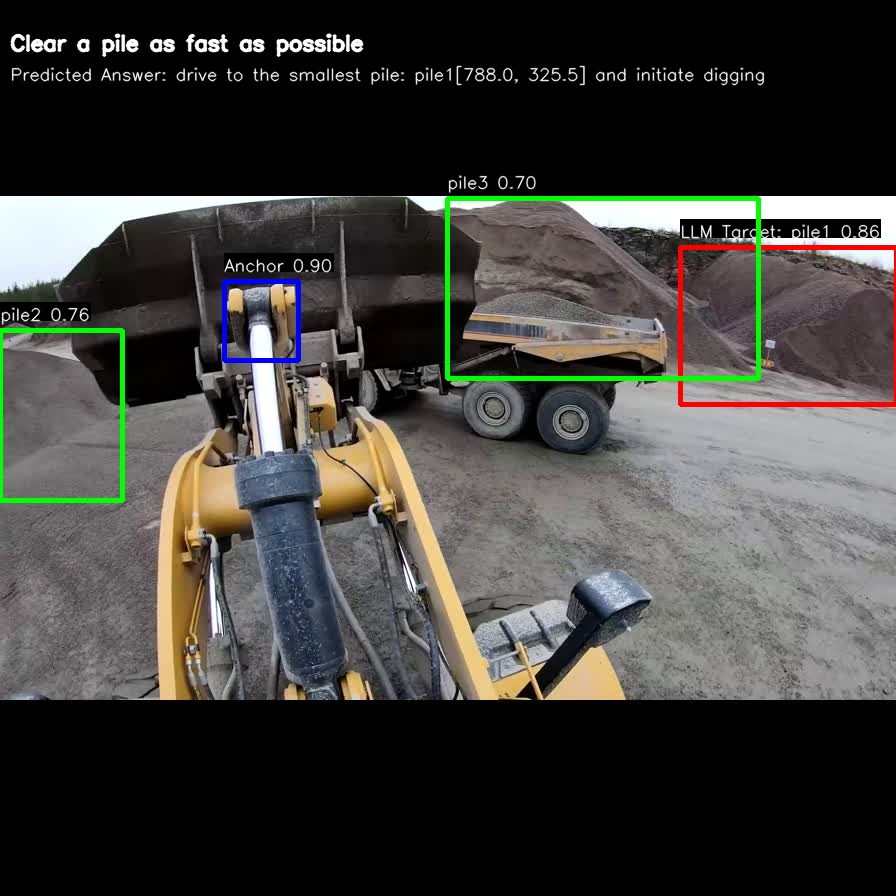 Clear a pile as fast as possible
Predicted Answer: drive to the smallest pile: pile1[788.0, 325.5] and initiate digging
pile3 0.70
LLM Target: pile1 0.86
Anchor 0.90
pile2 0.76